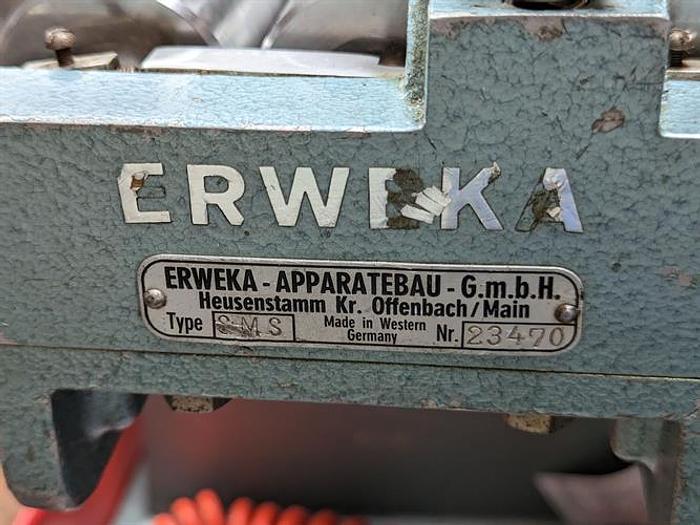 ERWEKA
ERWEKA - APPARATEBAU - G.m.b.H.
Heusenstamm Kr. Offenbach/Main
Type SMS Made in Western Germany Nr. 23470